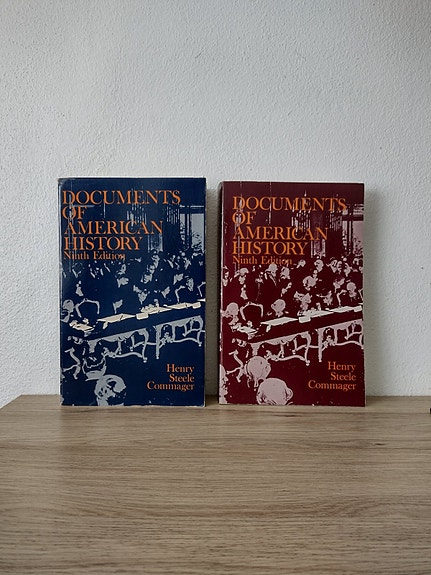 DOCUMENTS
OF
AMERICAN
HISTORY
Ninth Edition
Henry
Steele
Commager
DOCUMENTS
OF
AMERICAN
HISTORY
Ninth Edition
Henry
Steele
Commager